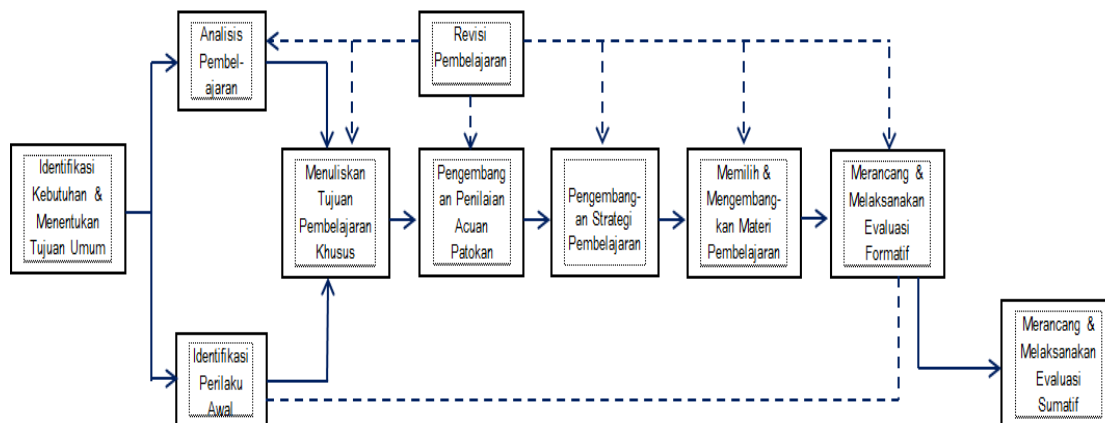 Analisis
Pembel-
ajaran
Revisi
Pembelajaran
Identifikasi
Kebutuhan &
Menentukan
Tujuan Umum
Menuliskan
Tujuan
Pembelajaran
Khusus
Pengembang
an Penilaian
Acuan
Patokan
Pengembang-
an Strategi
Pembelajaran
Memilih &
Mengembang-
kan Materi
Pembelajaran
Merancang &
Melaksanakan
Evaluasi
Formatif
Identifikasi
Perilaku
Awal
Merancang &
Melaksanakan
Evaluasi
Sumatif